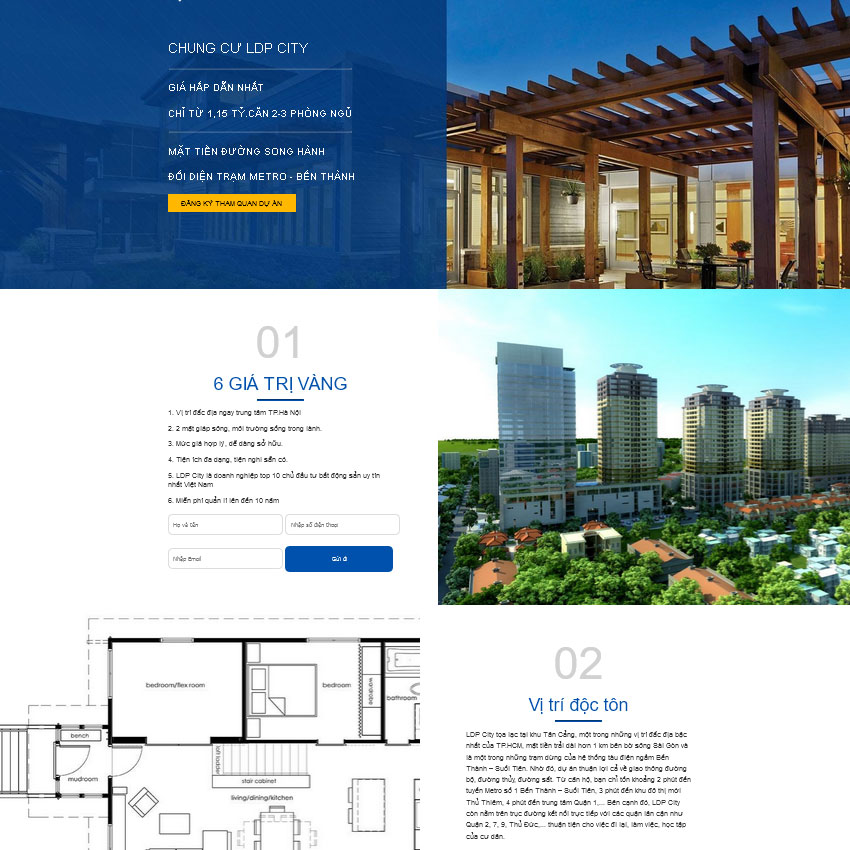 CHUNG CƯ LDP CITY
GIÁ HẤP DẪN NHẤT
CHỈ TỪ 1,15 TỶ.CĂN 2-3 PHÒNG NGỦ
MẶT TIỀN ĐƯỜNG SONG HÀNH
ĐỐI DIỆN TRẠM METRO - BẾN THÀNH
ĐĂNG KÝ THAM QUAN DỰ ÁN
01
6 GIÁ TRỊ VÀNG
1. Vị trí đắc địa ngay trung tâm TP.Hà Nội
2. 2 mặt giáp sông, môi trường sống trong lành.
3. Mức giá hợp lý, dễ dàng sở hữu.
4. Tiện ích đa dạng, tiện nghi sẵn có.
5. LDP City là doanh nghiệp top 10 chủ đầu tư bất động sản uy tín
nhất Việt Nam
6. Miễn phí quản lí lên đến 10 năm
Họ và tên
Nhập số điện thoại
Nhập Email
Gửi đi
bedroom/flex room
bedroom
wardrobe
bathroom
bench
mudroom
loft ladder
stair cabinet
living/dining/kitchen
02
Vị trí độc tôn
LDP City tọa lạc tại khu Tân Cảng, một trong những vị trí đắc địa bậc
nhất của TP.HCM, mặt tiền trải dài hơn 1 km bên bờ sông Sài Gòn và
là một trong những trạm dừng của hệ thống tàu điện ngầm Bến
Thành – Suối Tiên. Nhờ đó, dự án thuận lợi cả về giao thông đường
bộ, đường thủy, đường sắt. Từ căn hộ, bạn chỉ tốn khoảng 2 phút đến
tuyến Metro số 1 Bến Thành – Suối Tiên, 3 phút đến khu đô thị mới
Thủ Thiêm, 4 phút đến trung tâm Quận 1,... Bên cạnh đó, LDP City
còn nằm trên trục đường kết nối trực tiếp với các quận lân cận như
Quận 2, 7, 9, Thủ Đức,... thuận tiện cho việc đi lại, làm việc, học tập
của cư dân.